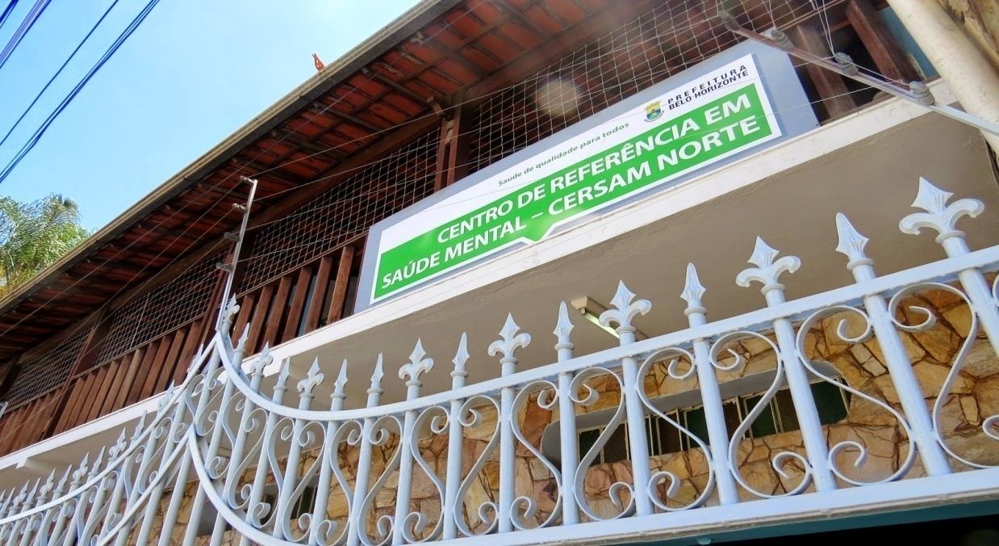 PREFEITURA
BELO HORIZONTE
Saúde de qualidade para todos
CENTRO DE REFERÊNCIA EM
SAÚDE MENTAL – CERSAM NORTE